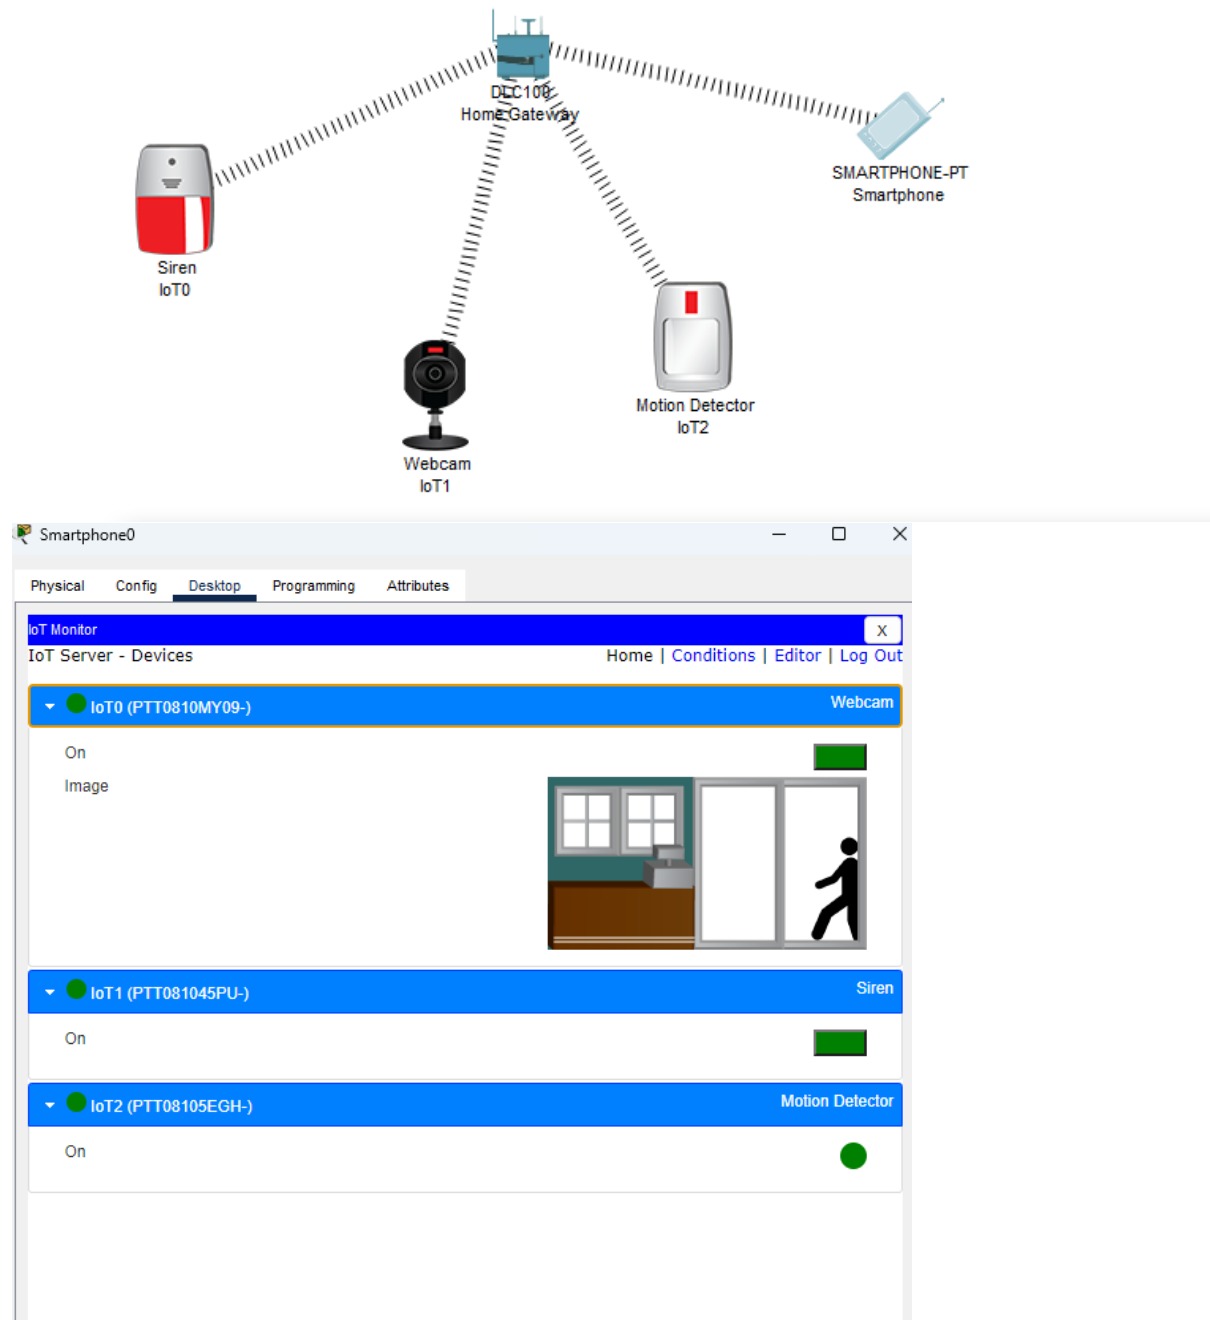 DLC100
Home Gateway
SMARTPHONE-PT
Smartphone
Siren
IoT0
Motion Detector
IoT2
Webcam
IoT1
Smartphone0
Physical Config Desktop Programming Attributes
IoT Monitor X
IoT Server - Devices Home | Conditions | Editor | Log Out
IoT0 (PTT0810MY09-) Webcam
On
Image
IoT1 (PTT081045PU-) Siren
On
IoT2 (PTT08105EGH-) Motion Detector
On